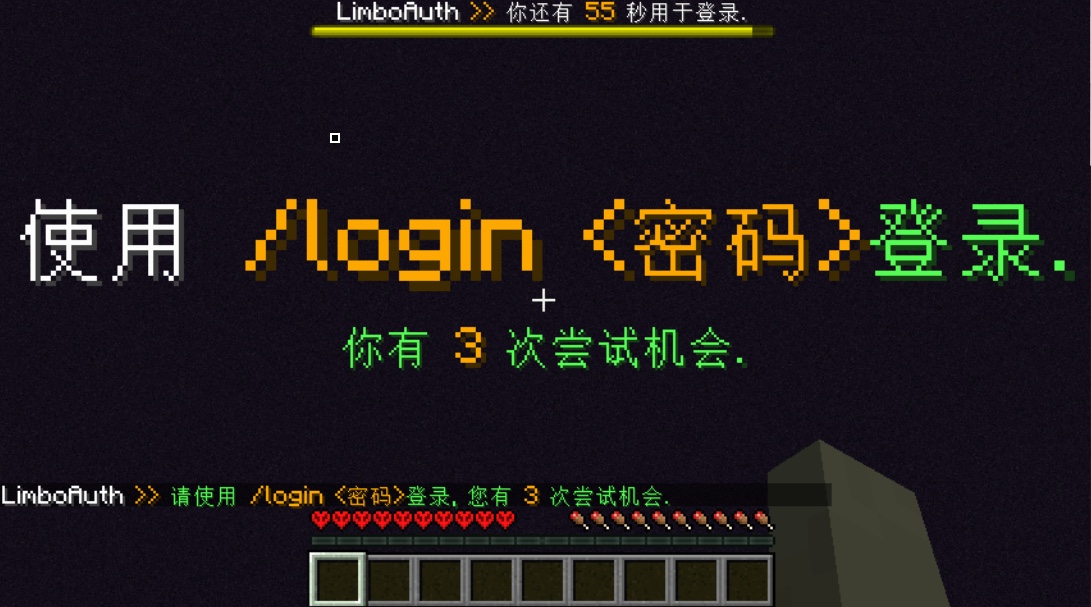 LimboAuth >> 你还有 55 秒用于登录.
使用 /login <密码>登录.
你有 3 次尝试机会.
LimboAuth >> 请使用 /login <密码>登录, 您有 3 次尝试机会.